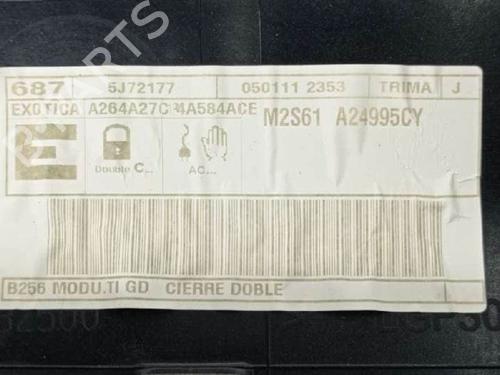 687 5J72177 050111 2353 TRIMA J
EXOTICA A264A27C 4A584ACE M2S61 A24995CY
E
Double C... AC...
B256 MODU.TI GD CIERRE DOBLE